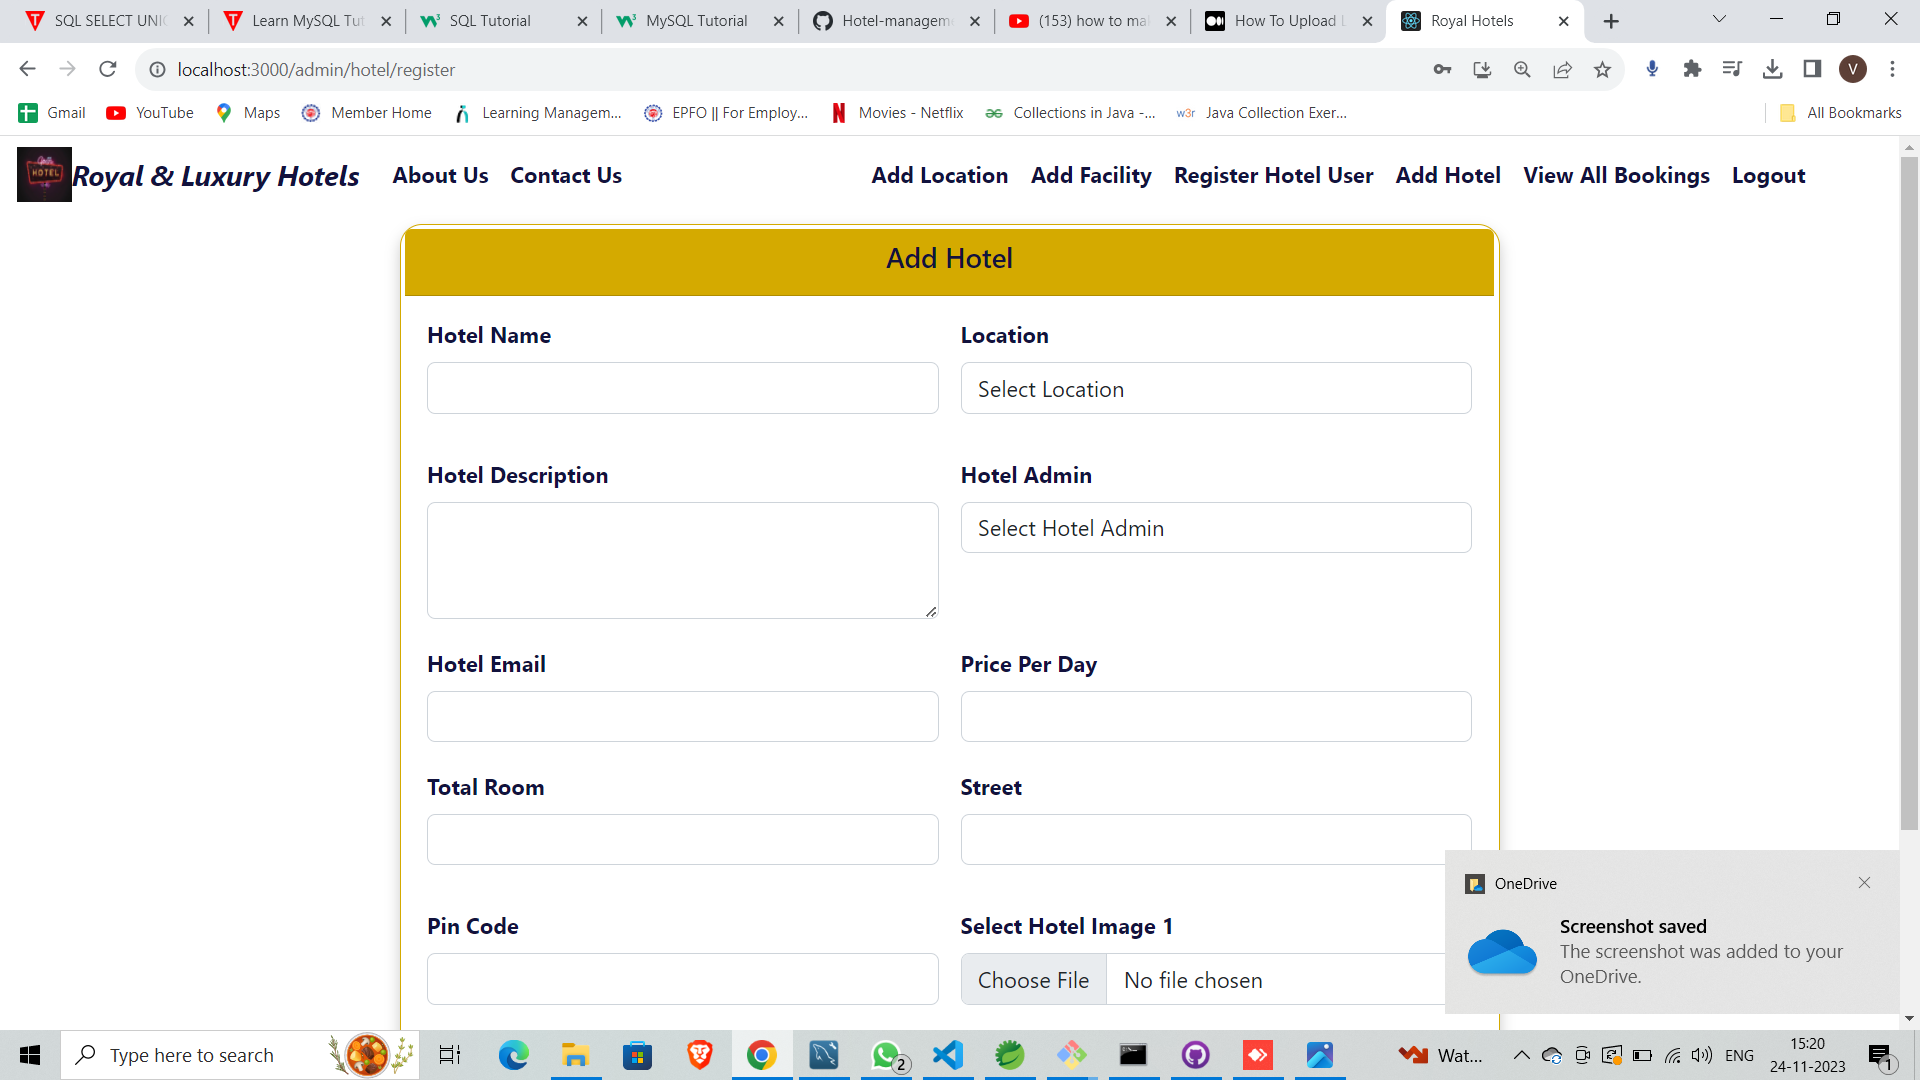 SQL SELECT UNIC
Learn MySQL Tut
SQL Tutorial
MySQL Tutorial
Hotel-managem
(153) how to mal
How To Upload
Royal Hotels
localhost:3000/admin/hotel/register
V
Gmail
YouTube
Maps
Member Home
Learning Managem...
EPFO || For Employ...
Movies - Netflix
Collections in Java -...
w3r
Java Collection Exer...
All Bookmarks
HOTEL
Royal & Luxury Hotels
About Us
Contact Us
Add Location
Add Facility
Register Hotel User
Add Hotel
View All Bookings
Logout
Add Hotel
Hotel Name
Location
Select Location
Hotel Description
Hotel Admin
Select Hotel Admin
Hotel Email
Price Per Day
Total Room
Street
Pin Code
Select Hotel Image 1
Choose File
No file chosen
OneDrive
Screenshot saved
The screenshot was added to your
OneDrive.
Type here to search
2
Wat...
ENG
15:20
24-11-2023
1